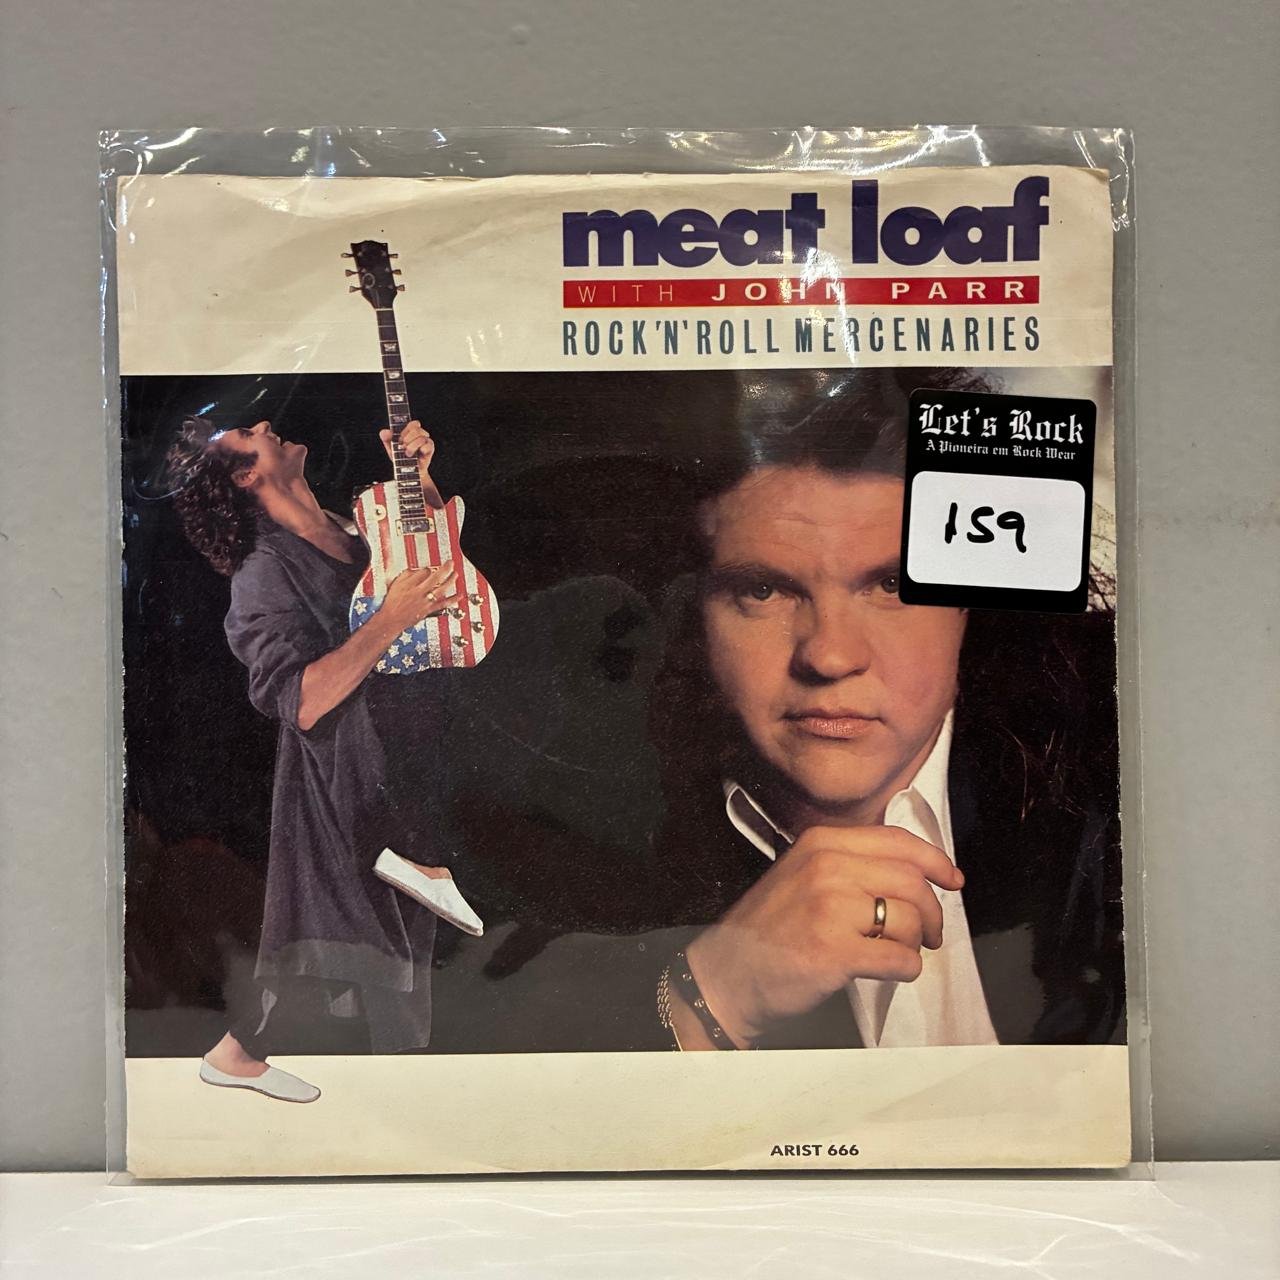 meat loaf
WITH JOHN PARR
ROCK'N'ROLL MERCENARIES
Let's Rock
A Pioneira em Rock Wear
159
ARIST 666